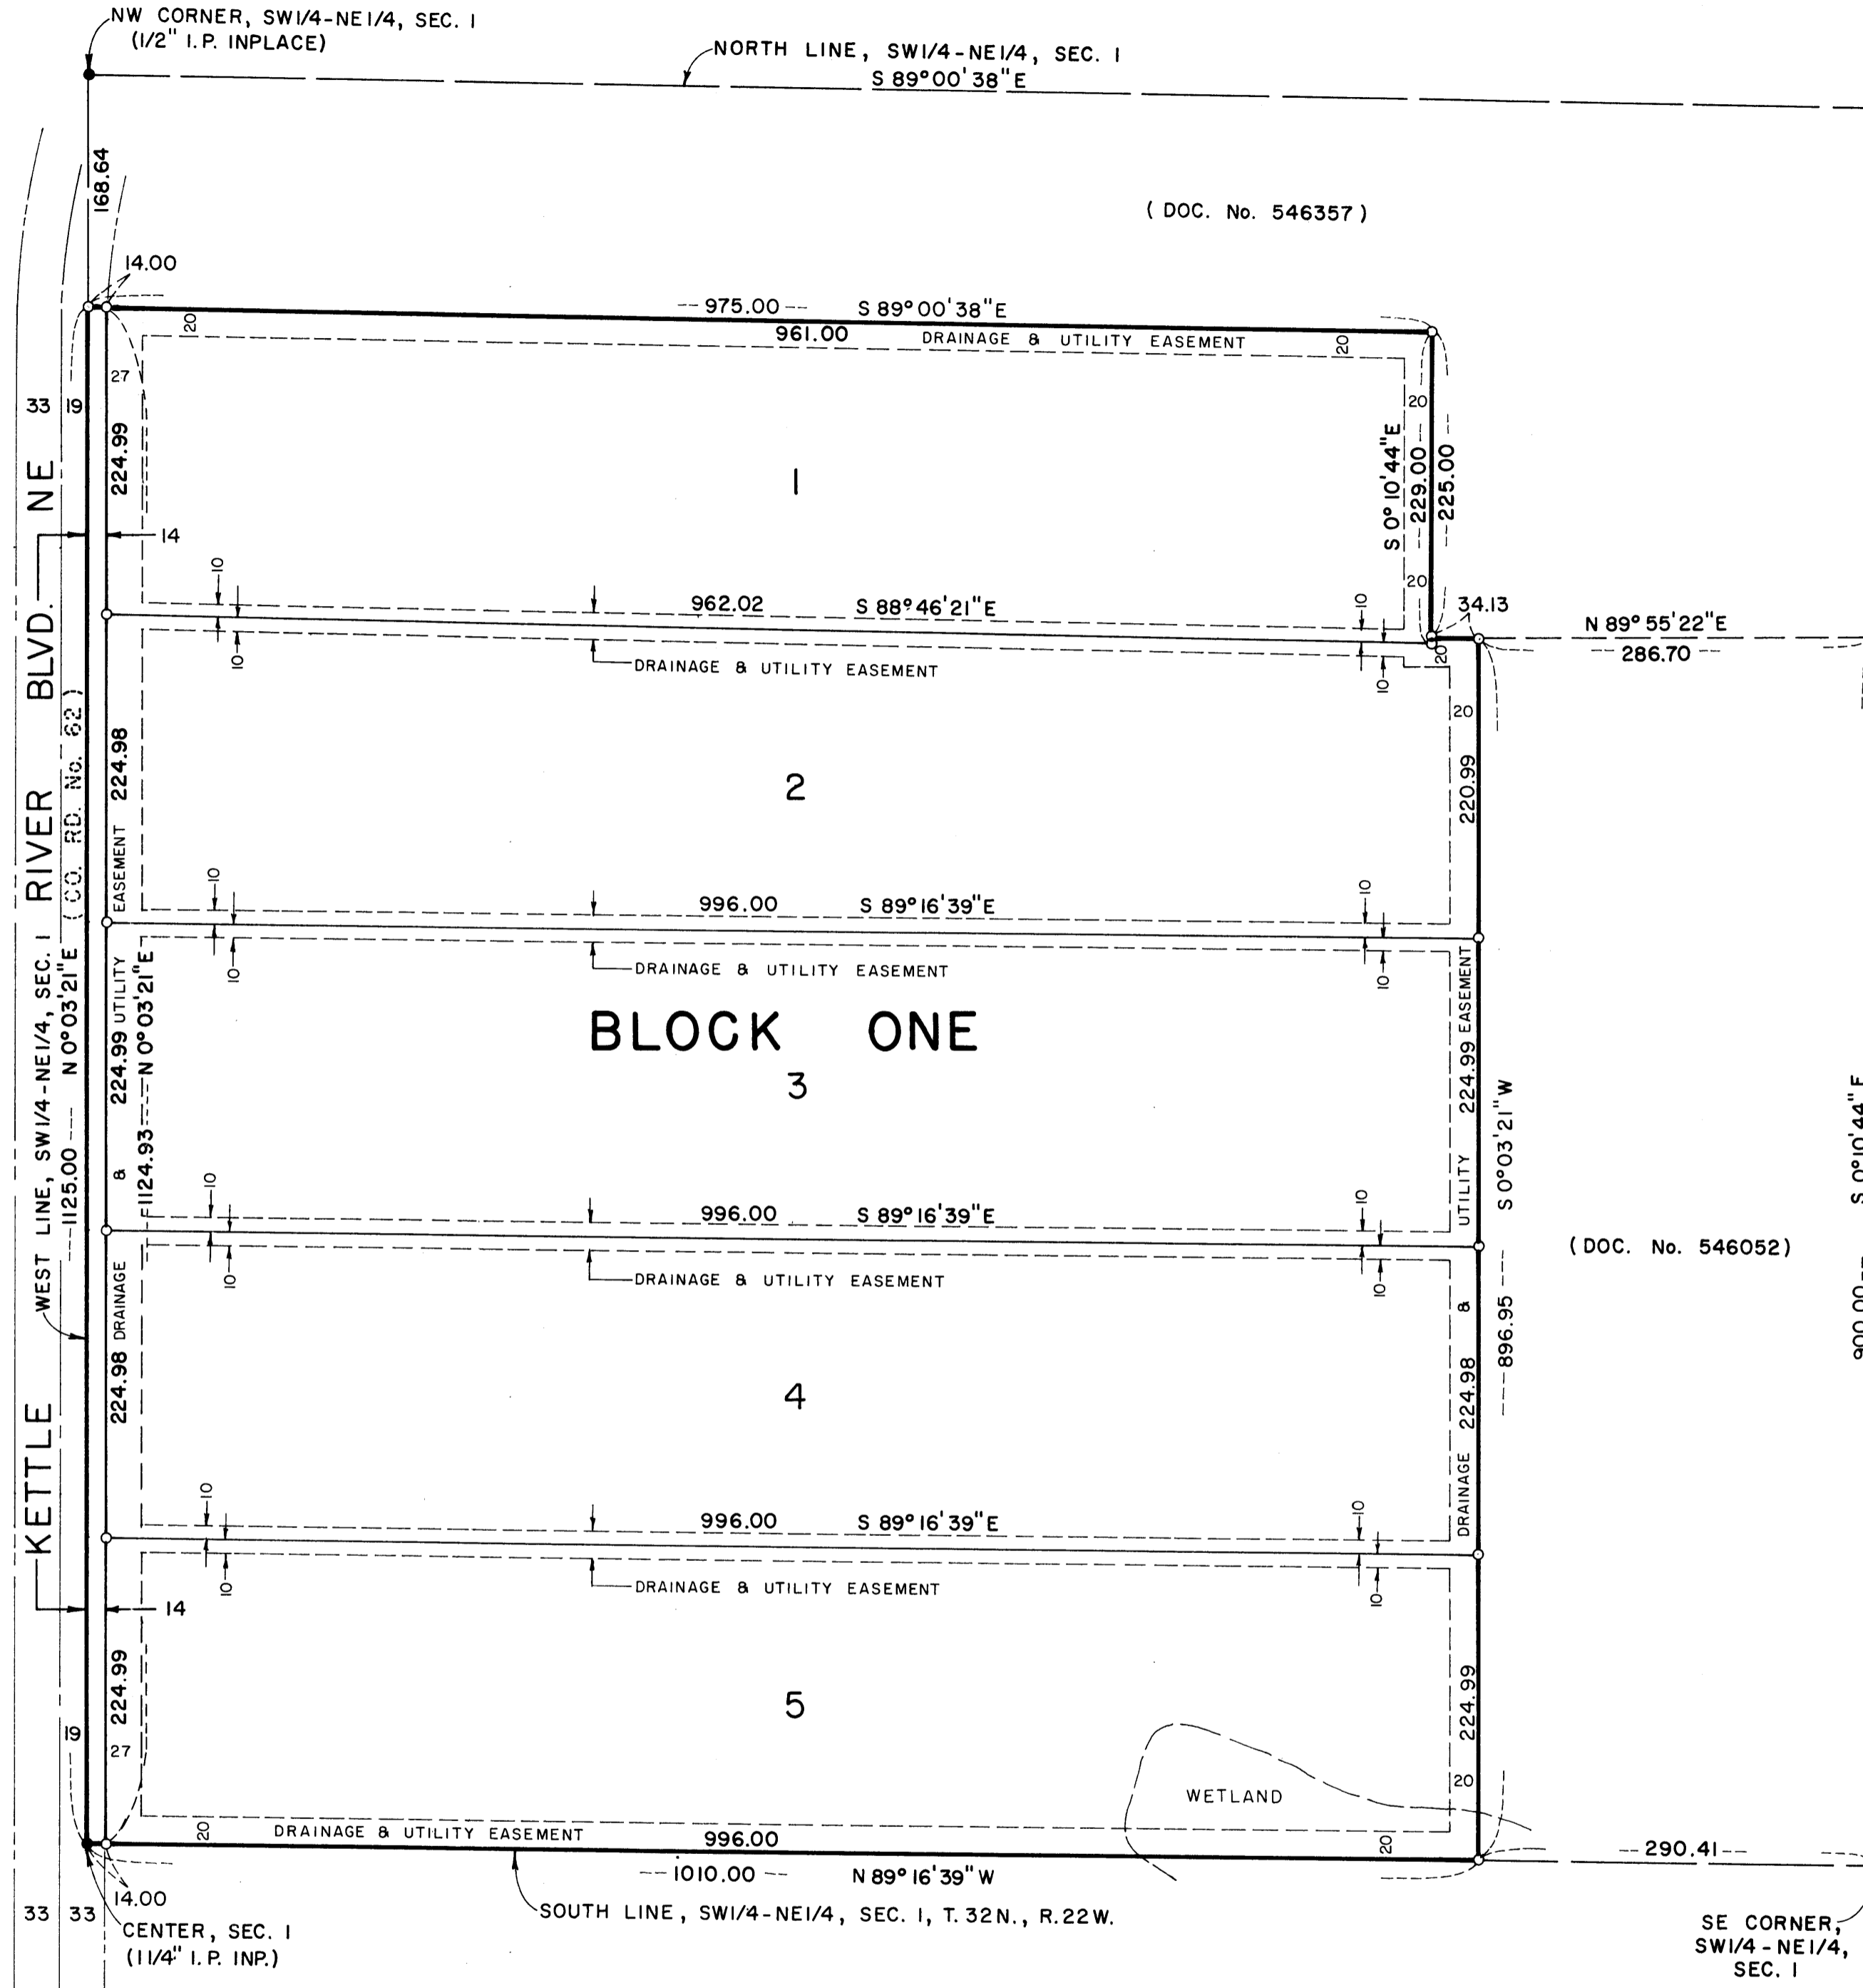 NW CORNER, SW1/4-NE1/4, SEC. 1
(1/2" I.P. INPLACE)
NORTH LINE, SW1/4-NE1/4, SEC. 1
S 89°00'38"E
168.64
(DOC. No. 546357)
14.00
975.00 S 89°00'38"E
961.00 DRAINAGE & UTILITY EASEMENT
20
20
27
33 19
224.99
1
20
S 0°10'44"E
229.00
225.00
14
20
10
10
962.02 S 88°46'21"E
10
10
DRAINAGE & UTILITY EASEMENT
34.13
20
N 89°55'22"E
286.70
KETTLE RIVER BLVD. NE
(CO. RD. No. 62)
224.98
2
20
220.99
10
10
996.00 S 89°16'39"E
10
10
DRAINAGE & UTILITY EASEMENT
WEST LINE, SW1/4-NE1/4, SEC. 1
1125.00 N 0°03'21"E
DRAINAGE & UTILITY EASEMENT
224.99
1124.93 N 0°03'21"E
BLOCK ONE
3
224.99
DRAINAGE & UTILITY EASEMENT
S 0°03'21"W
896.95
S 0°10'44"E
900.00
10
10
996.00 S 89°16'39"E
10
10
DRAINAGE & UTILITY EASEMENT
(DOC. No. 546052)
224.98
4
224.98
10
10
996.00 S 89°16'39"E
10
10
DRAINAGE & UTILITY EASEMENT
14
224.99
5
224.99
19
27
20
WETLAND
20
DRAINAGE & UTILITY EASEMENT
996.00
20
1010.00 N 89°16'39"W
290.41
14.00
33 33
SOUTH LINE, SW1/4-NE1/4, SEC. 1, T. 32N., R.22W.
CENTER, SEC. 1
(1 1/4" I.P. INP.)
SE CORNER,
SW1/4-NE1/4,
SEC. 1